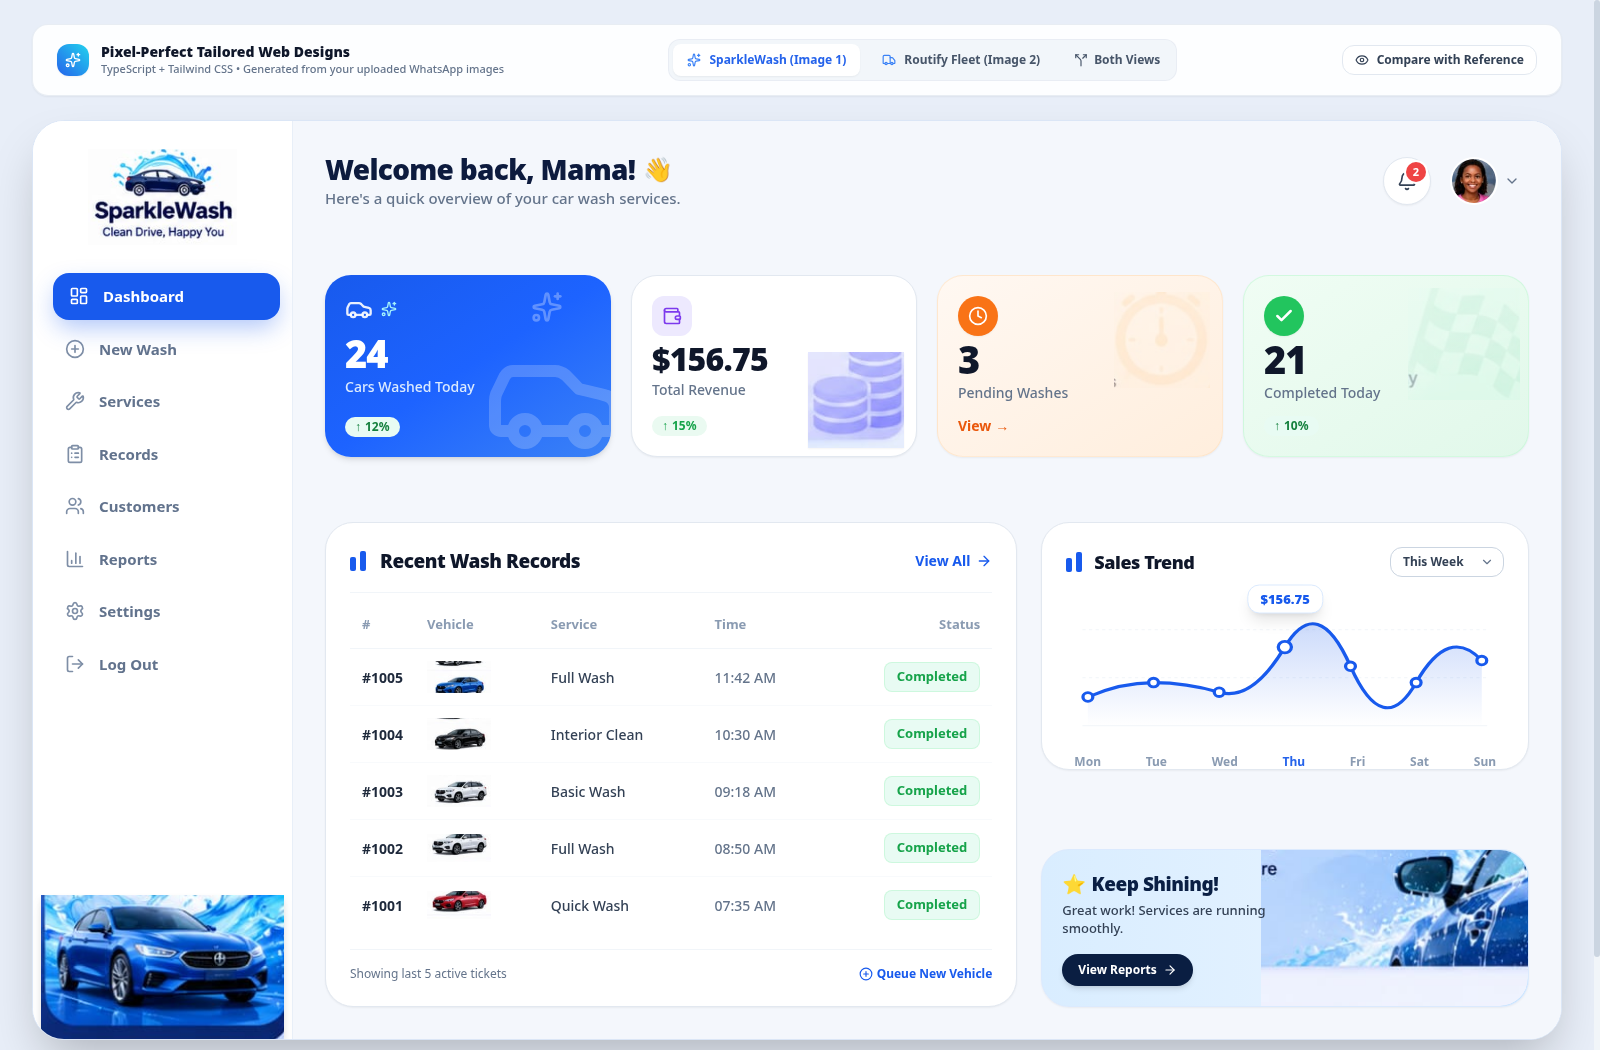 Pixel-Perfect Tailored Web Designs
TypeScript + Tailwind CSS • Generated from your uploaded WhatsApp images
SparkleWash (Image 1)
Routify Fleet (Image 2)
Both Views
Compare with Reference
SparkleWash
Clean Drive, Happy You
Dashboard
New Wash
Services
Records
Customers
Reports
Settings
Log Out
Welcome back, Mama! 👋
Here's a quick overview of your car wash services.
2
24
Cars Washed Today
↑ 12%
$156.75
Total Revenue
↑ 15%
3
Pending Washes
View →
21
Completed Today
y
↑ 10%
Recent Wash Records
View All →
# Vehicle Service Time Status
#1005 Full Wash 11:42 AM Completed
#1004 Interior Clean 10:30 AM Completed
#1003 Basic Wash 09:18 AM Completed
#1002 Full Wash 08:50 AM Completed
#1001 Quick Wash 07:35 AM Completed
Showing last 5 active tickets
Queue New Vehicle
Sales Trend
This Week
$156.75
Mon Tue Wed Thu Fri Sat Sun
⭐ Keep Shining!
re
Great work! Services are running
smoothly.
View Reports →